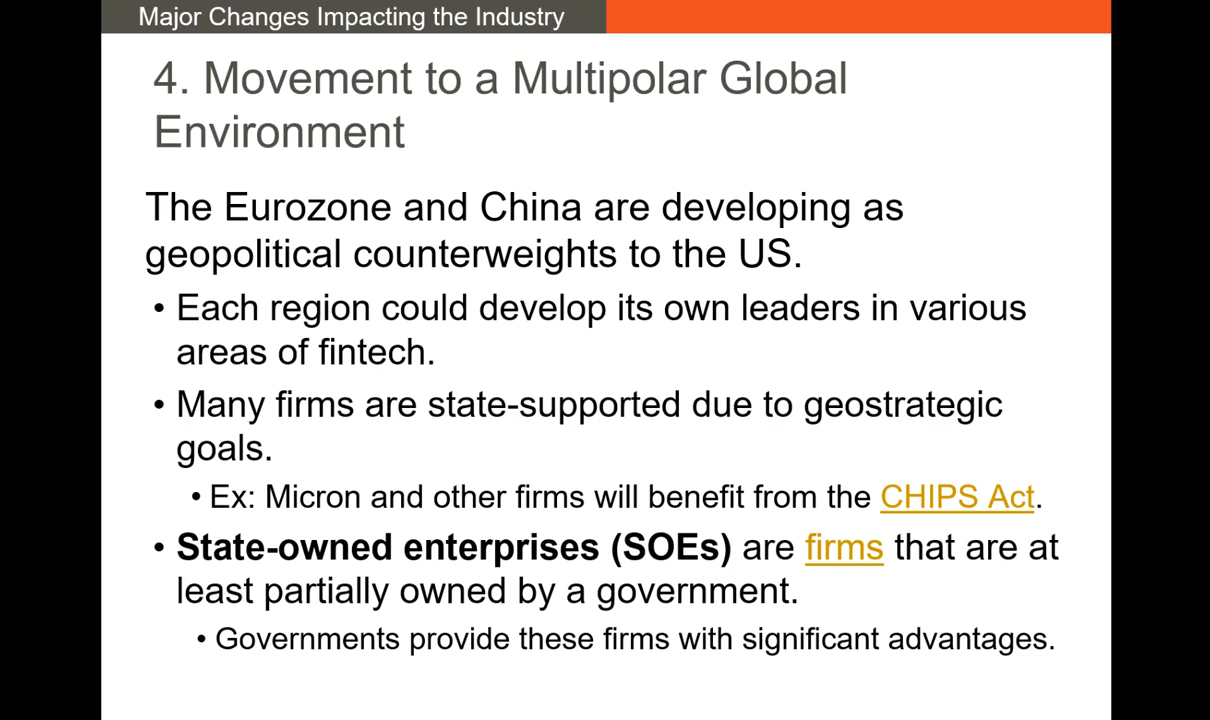 Major Changes Impacting the Industry
4. Movement to a Multipolar Global
Environment
The Eurozone and China are developing as
geopolitical counterweights to the US.
• Each region could develop its own leaders in various
areas of fintech.
• Many firms are state-supported due to geostrategic
goals.
• Ex: Micron and other firms will benefit from the CHIPS Act.
• State-owned enterprises (SOEs) are firms that are at
least partially owned by a government.
• Governments provide these firms with significant advantages.